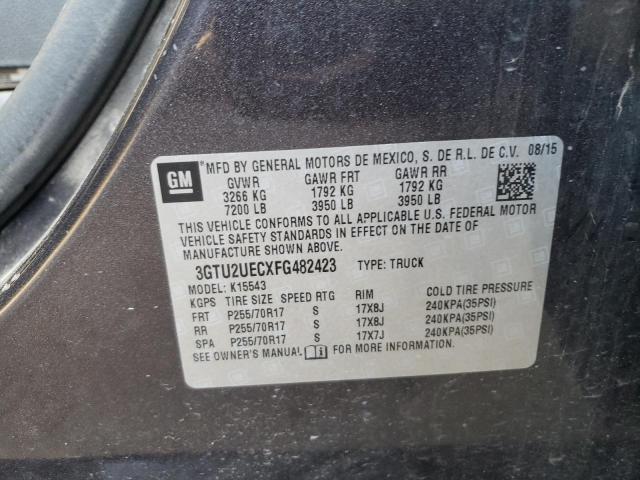 GM *MFD BY GENERAL MOTORS DE MEXICO, S. DE R.L. DE C.V. 08/15
GVWR GAWR FRT GAWR RR
3266 KG 1792 KG 1792 KG
7200 LB 3950 LB 3950 LB
THIS VEHICLE CONFORMS TO ALL APPLICABLE U.S. FEDERAL MOTOR
VEHICLE SAFETY STANDARDS IN EFFECT ON THE DATE OF
MANUFACTURE SHOWN ABOVE.
3GTU2UECXFG482423 TYPE: TRUCK
MODEL: K15543
KGPS TIRE SIZE SPEED RTG RIM COLD TIRE PRESSURE
FRT P255/70R17 S 17X8J 240KPA(35PSI)
RR P255/70R17 S 17X8J 240KPA(35PSI)
SPA P255/70R17 S 17X7J 240KPA(35PSI)
SEE OWNER'S MANUAL FOR MORE INFORMATION.